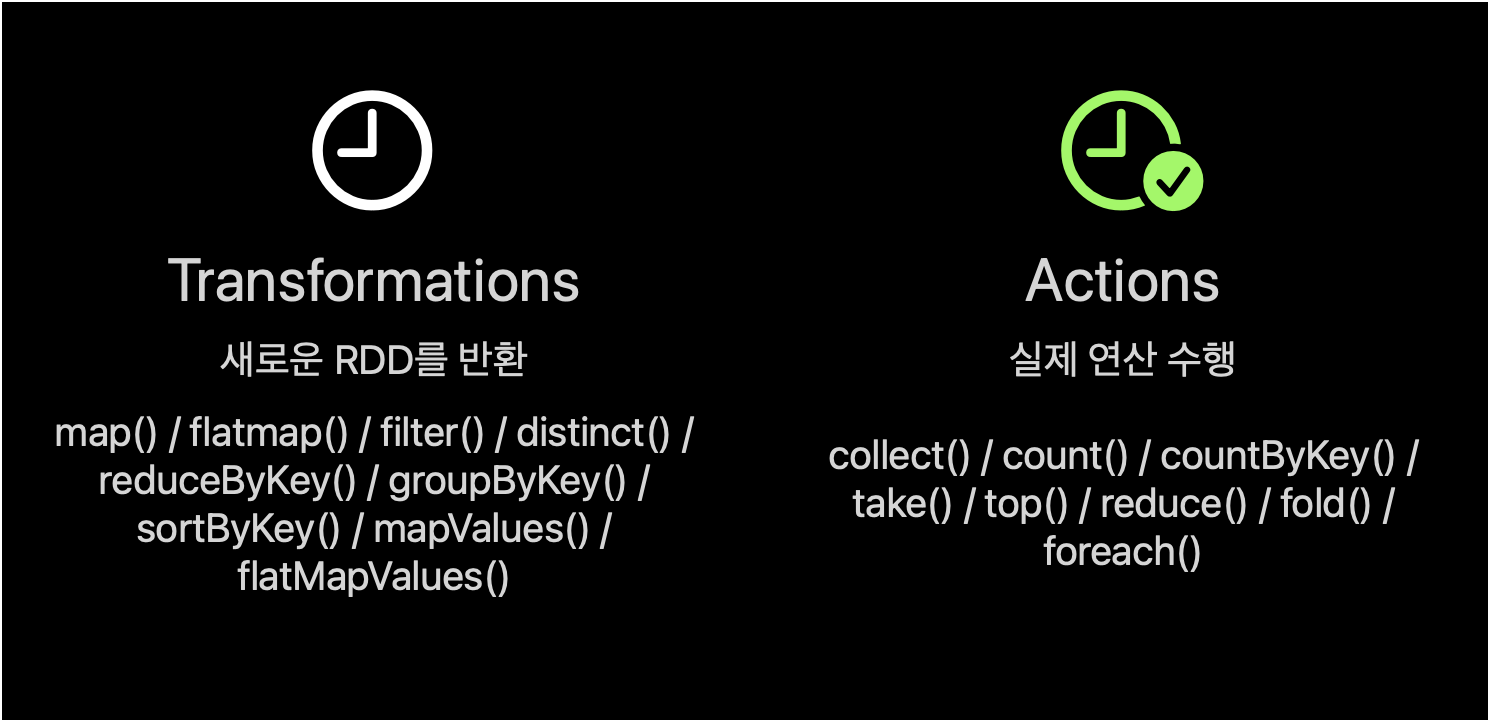 Transformations
새로운 RDD를 반환
map() / flatmap() / filter() / distinct() /
reduceByKey() / groupByKey() /
sortByKey() / mapValues() /
flatMapValues()
Actions
실제 연산 수행
collect() / count() / countByKey() /
take() / top() / reduce() / fold() /
foreach()